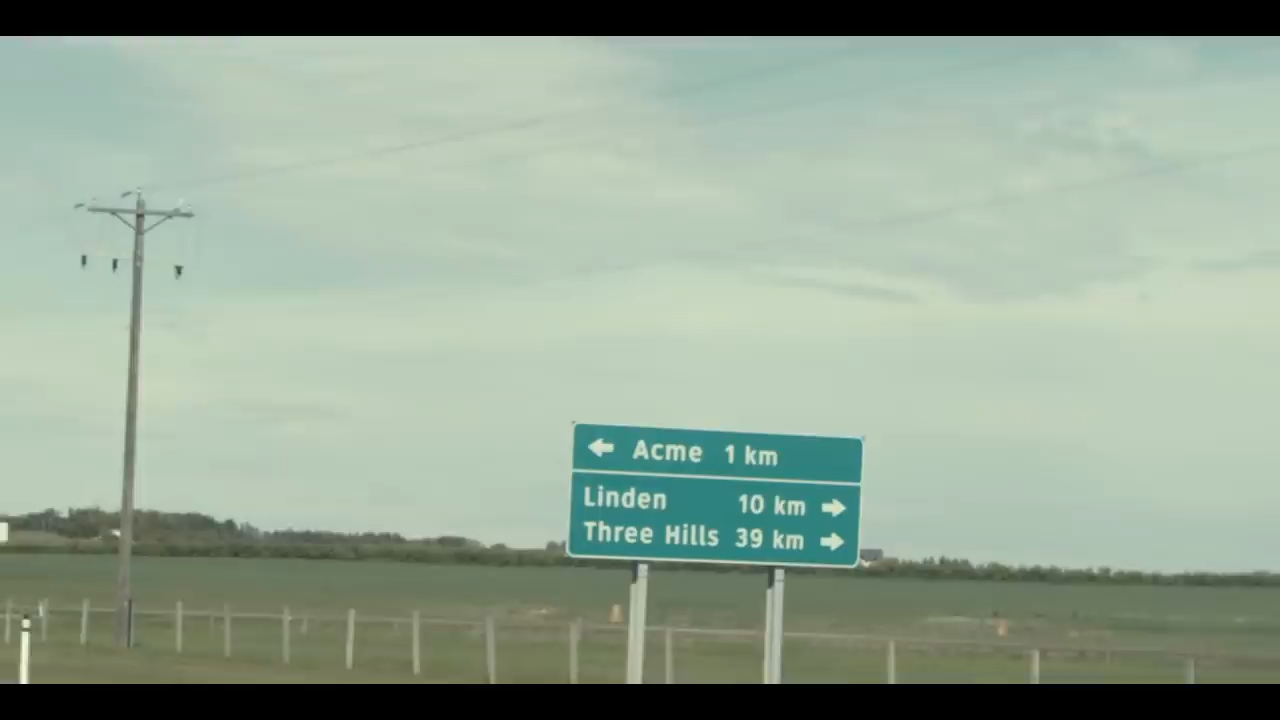 ← Acme 1 km
Linden 10 km →
Three Hills 39 km →